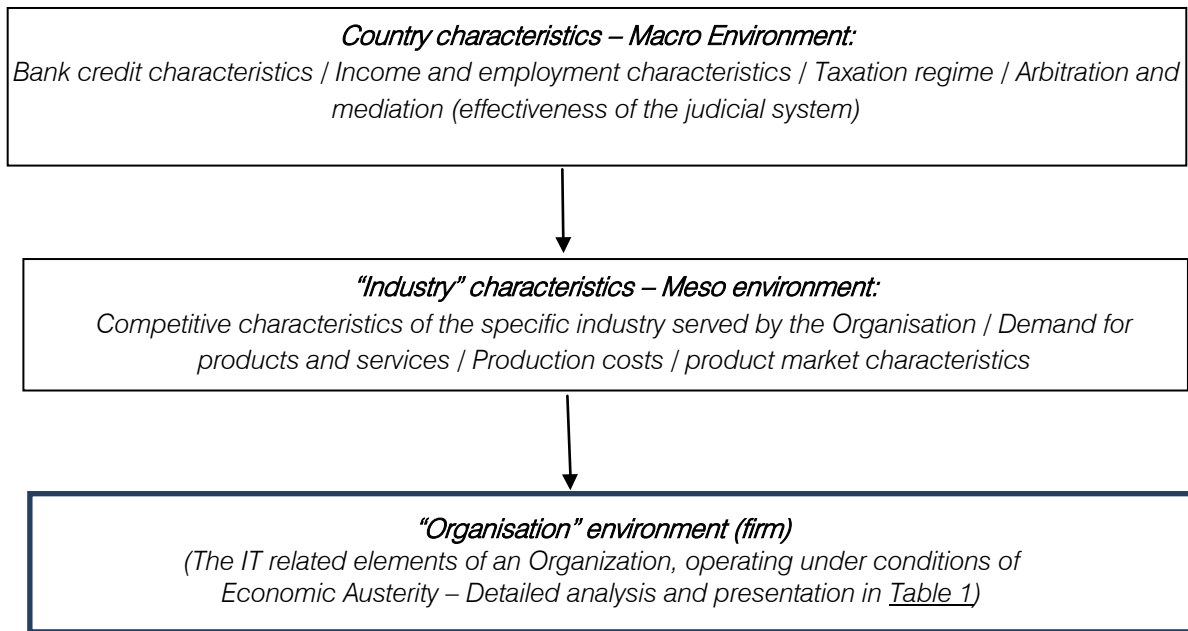 Country characteristics – Macro Environment:
Bank credit characteristics / Income and employment characteristics / Taxation regime / Arbitration and
mediation (effectiveness of the judicial system)
“Industry” characteristics – Meso environment:
Competitive characteristics of the specific industry served by the Organisation / Demand for
products and services / Production costs / product market characteristics
“Organisation” environment (firm)
(The IT related elements of an Organization, operating under conditions of
Economic Austerity – Detailed analysis and presentation in Table 1)